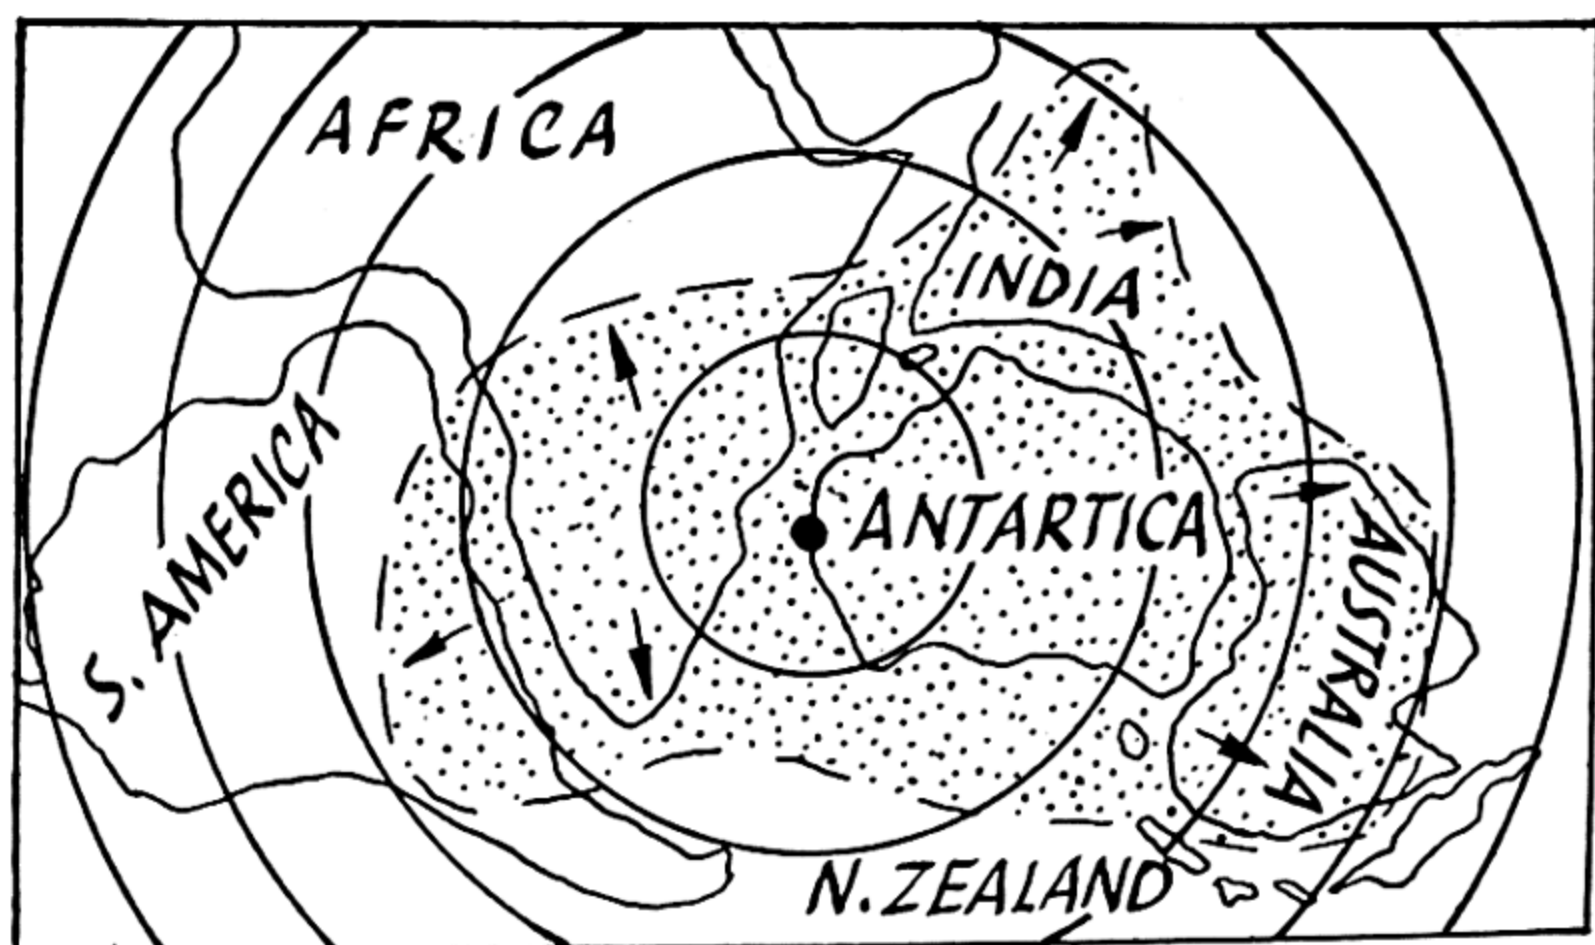 AFRICA
INDIA
S. AMERICA
ANTARTICA
AUSTRALIA
N. ZEALAND